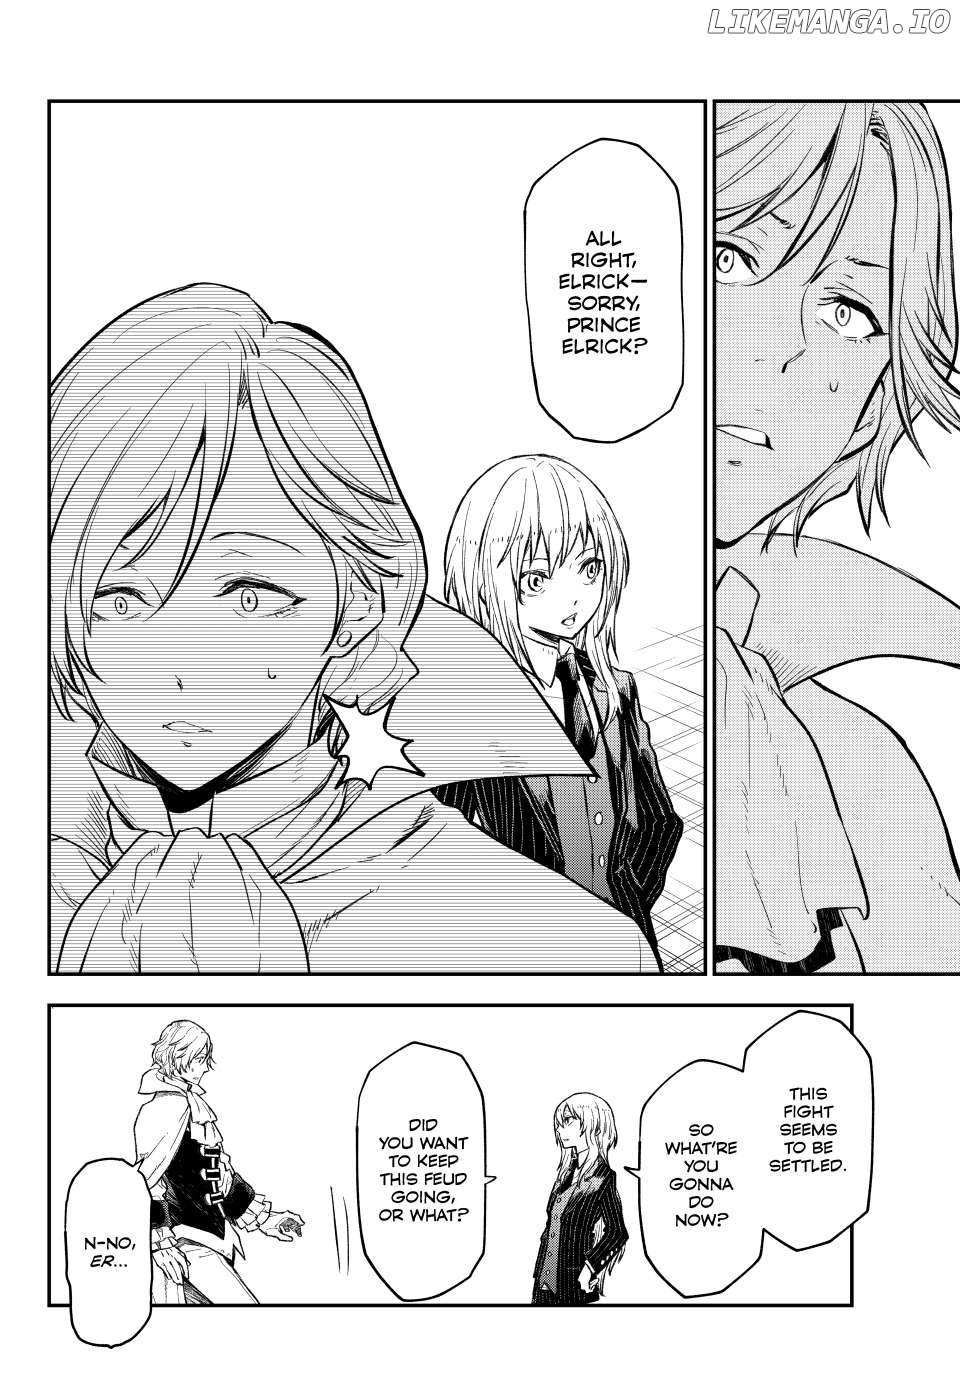 LIKEMANGA.IO
ALL
RIGHT,
ELRICK—
SORRY,
PRINCE
ELRICK?
THIS
FIGHT
SEEMS
TO BE
SETTLED.
SO
WHAT'RE
YOU
GONNA
DO
NOW?
DID
YOU WANT
TO KEEP
THIS FEUD
GOING,
OR WHAT?
N-NO,
ER...